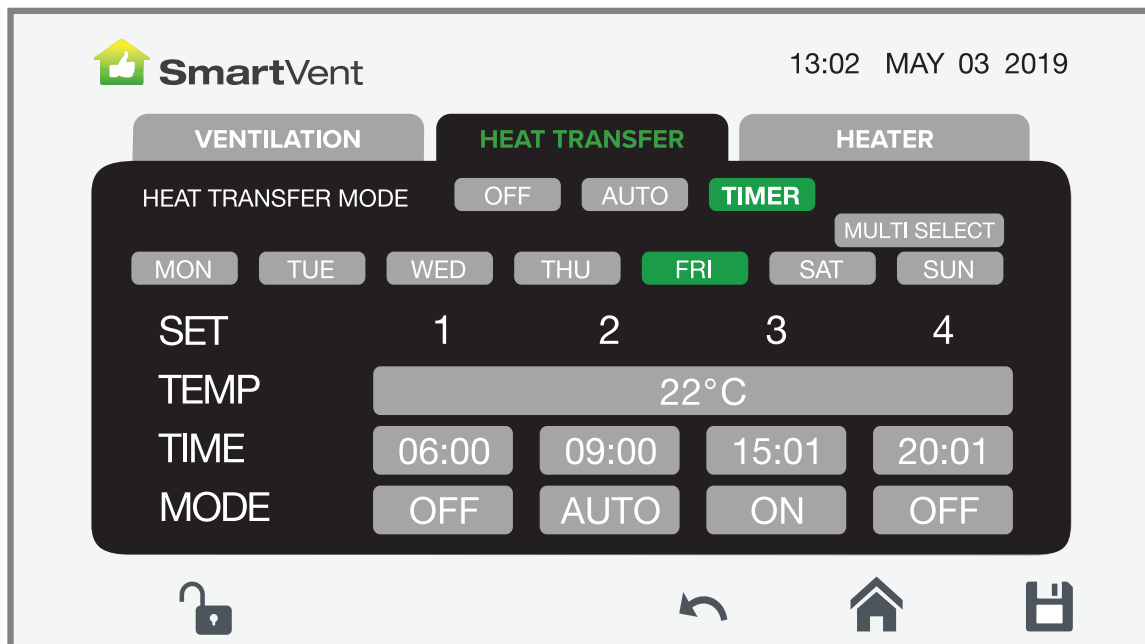 SmartVent
13:02 MAY 03 2019
VENTILATION HEAT TRANSFER HEATER
HEAT TRANSFER MODE OFF AUTO TIMER
MULTI SELECT
MON TUE WED THU FRI SAT SUN
SET 1 2 3 4
TEMP 22°C
TIME 06:00 09:00 15:01 20:01
MODE OFF AUTO ON OFF